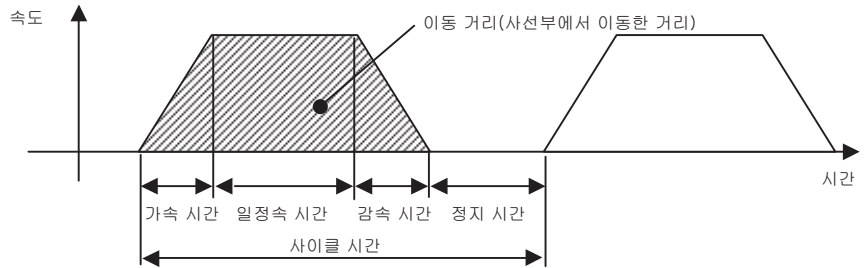 속도
이동 거리(사선부에서 이동한 거리)
시간
가속 시간 일정속 시간 감속 시간 정지 시간
사이클 시간